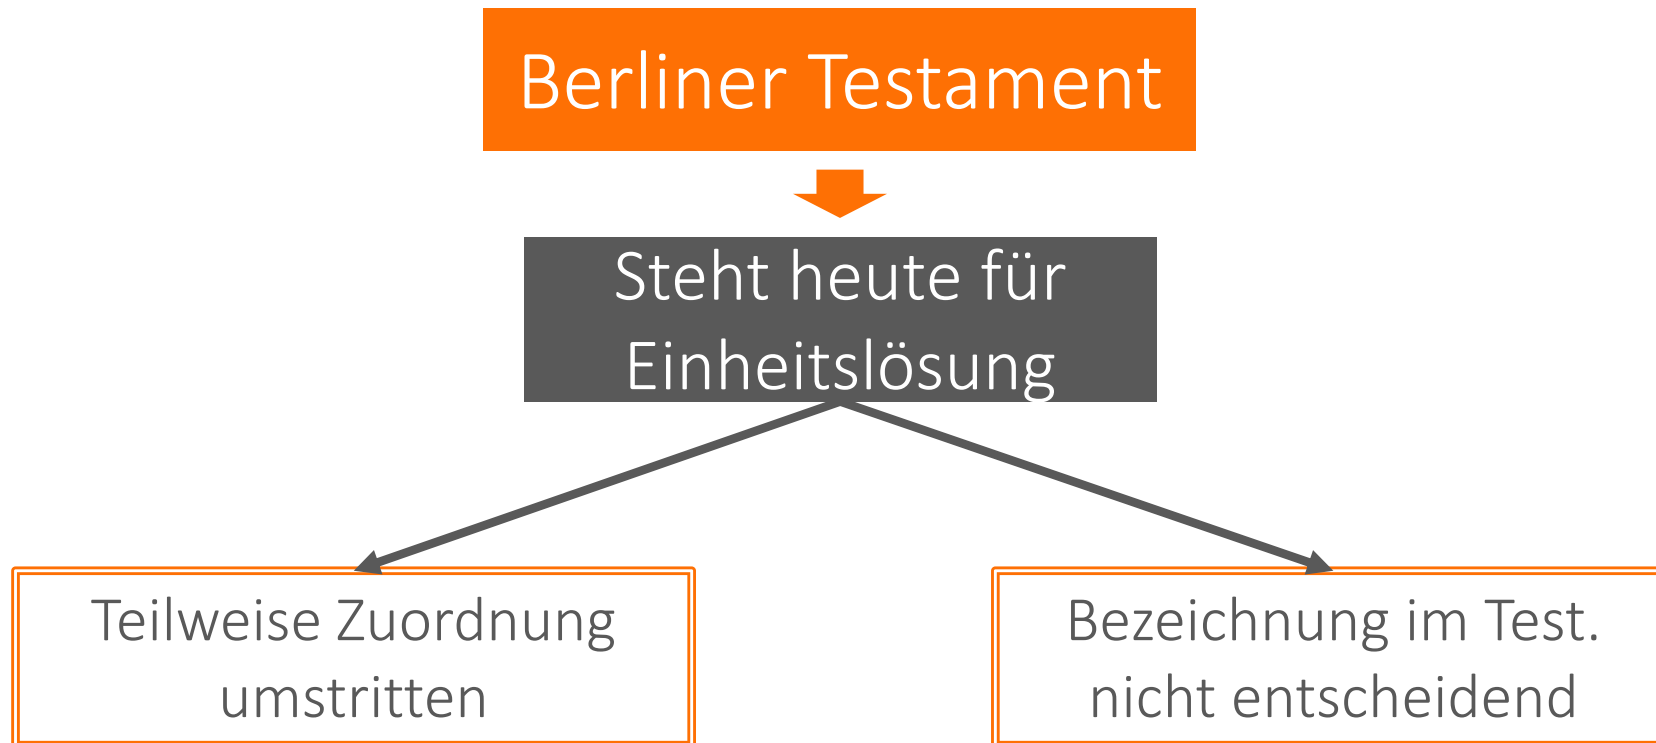 Berliner Testament
Steht heute für
Einheitslösung
Teilweise Zuordnung
umstritten
Bezeichnung im Test.
nicht entscheidend